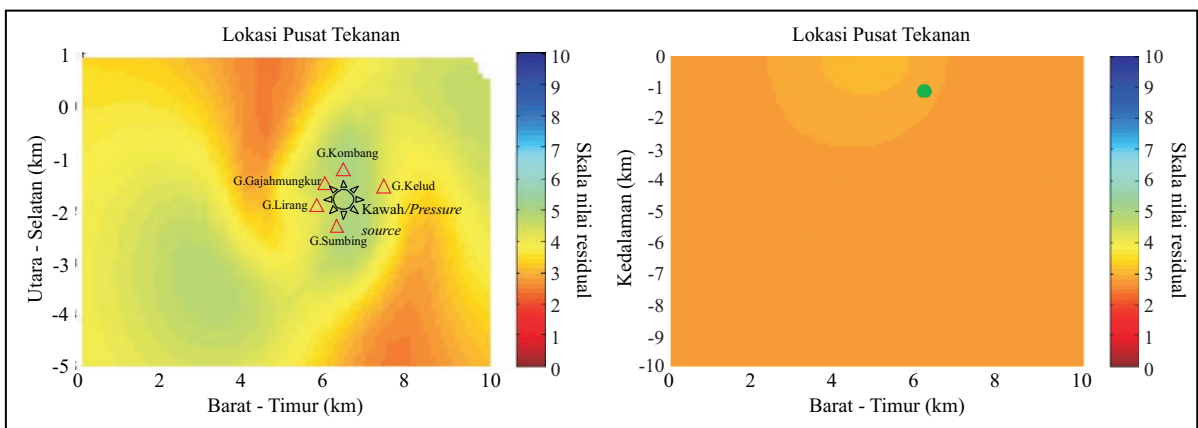 Lokasi Pusat Tekanan
1
0
-1
-2
-3
-4
-5
Utara - Selatan (km)
G.Kombang
G.Gajahmungkur
G.Kelud
G.Lirang
Kawah/Pressure
source
G.Sumbing
0 2 4 6 8 10
Barat - Timur (km)
10
9
8
7
6
5
4
3
2
1
0
Skala nilai residual
Lokasi Pusat Tekanan
0
-1
-2
-3
-4
-5
-6
-7
-8
-9
-10
Kedalaman (km)
0 2 4 6 8 10
Barat - Timur (km)
10
9
8
7
6
5
4
3
2
1
0
Skala nilai residual